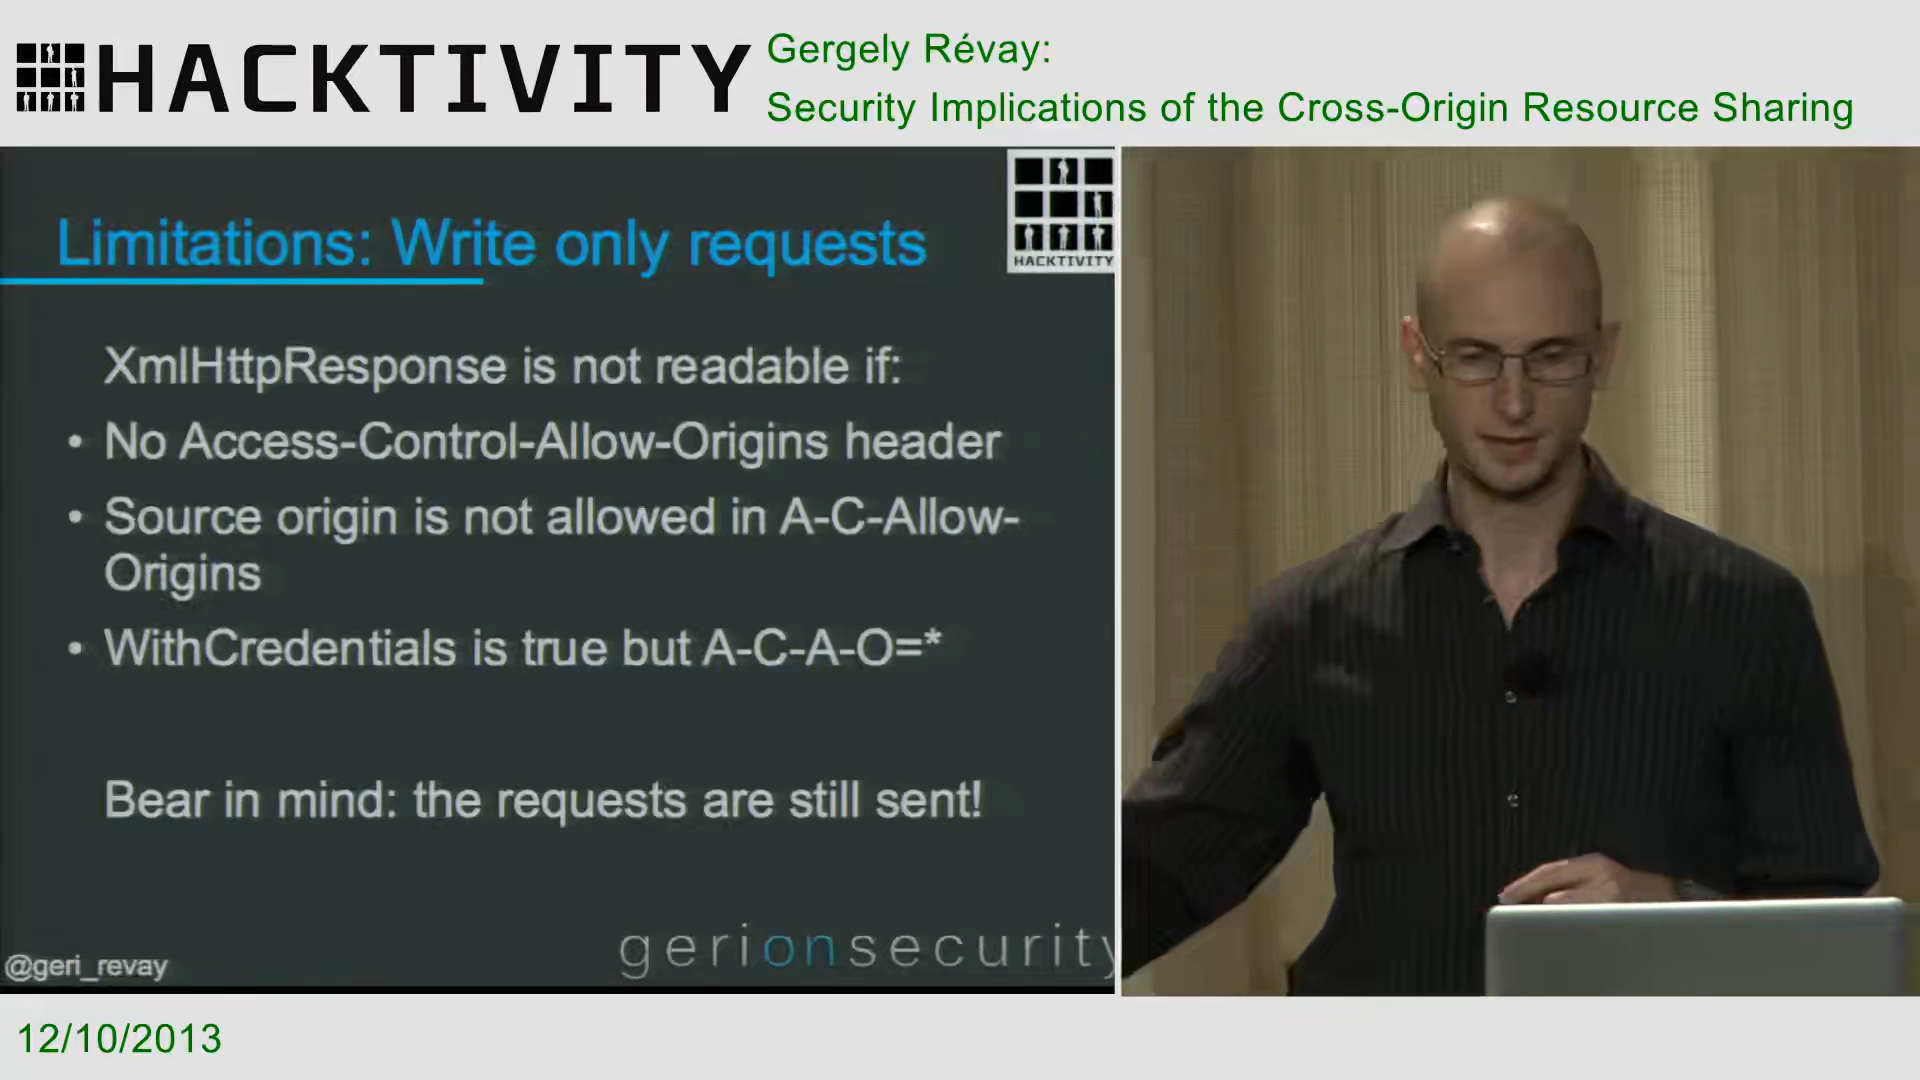 HACKTIVITY
Gergely Révay:
Security Implications of the Cross-Origin Resource Sharing
HACKTIVITY
Limitations: Write only requests
XmlHttpResponse is not readable if:
• No Access-Control-Allow-Origins header
• Source origin is not allowed in A-C-Allow-
Origins
• WithCredentials is true but A-C-A-O=*
Bear in mind: the requests are still sent!
@geri_revay
gerionsecurity
12/10/2013